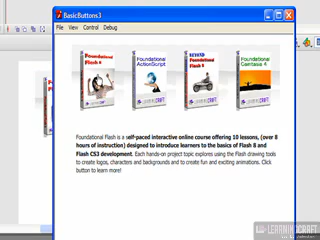 BasicButtons3
File View Control Debug
Foundational Flash 8
Foundational ActionScript
BEYOND Foundational Flash 8
Foundational Camtasia 4
Foundational Flash is a self-paced interactive online course offering 10 lessons, (over 8
hours of instruction) designed to introduce learners to the basics of Flash 8 and
Flash CS3 development. Each hands-on project topic explores using the Flash drawing tools
to create logos, characters and backgrounds and to create fun and exciting animations. Click
button to learn more!
LEARNINGCRAFT